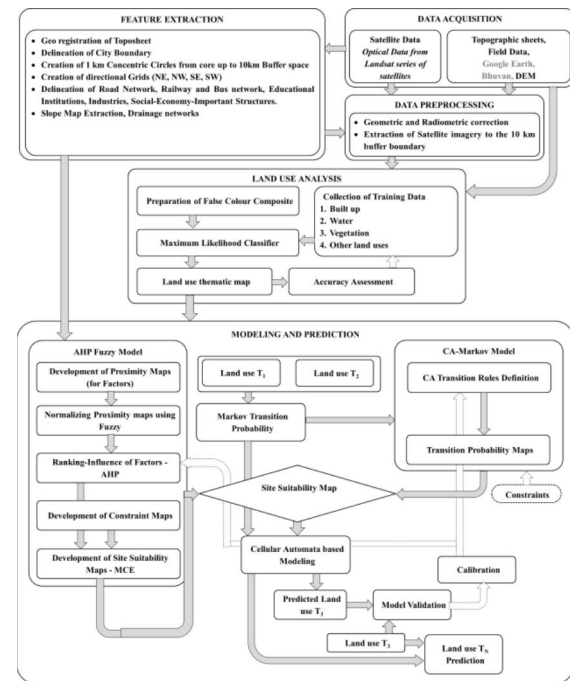 FEATURE EXTRACTION
• Geo registration of Toposheet
• Delineation of City Boundary
• Creation of 1 km Concentric Circles from core up to 10km Buffer space
• Creation of directional Grids (NE, NW, SE, SW)
• Delineation of Road Network, Railway and Bus network, Educational
Institutions, Industries, Social-Economy-Important Structures.
• Slope Map Extraction, Drainage networks
DATA ACQUISITION
Satellite Data
Optical Data from
Landsat series of
satellites
Topographic sheets,
Field Data,
Google Earth,
Bhuvan, DEM
DATA PREPROCESSING
• Geometric and Radiometric correction
• Extraction of Satellite imagery to the 10 km
buffer boundary
LAND USE ANALYSIS
Preparation of False Colour Composite
Maximum Likelihood Classifier
Land use thematic map
Collection of Training Data
1. Built up
2. Water
3. Vegetation
4. Other land uses
Accuracy Assessment
MODELING AND PREDICTION
AHP Fuzzy Model
Development of Proximity Maps
(for Factors)
Normalizing Proximity maps using
Fuzzy
Ranking-Influence of Factors -
AHP
Development of Constraint Maps
Development of Site Suitability
Maps - MCE
Land use T₁
Land use T₂
Markov Transition
Probability
CA-Markov Model
CA Transition Rules Definition
Transition Probability Maps
Constraints
Site Suitability Map
Cellular Automata based
Modeling
Predicted Land
use T₃
Model Validation
Calibration
Land use T₃
Land use Tₙ
Prediction